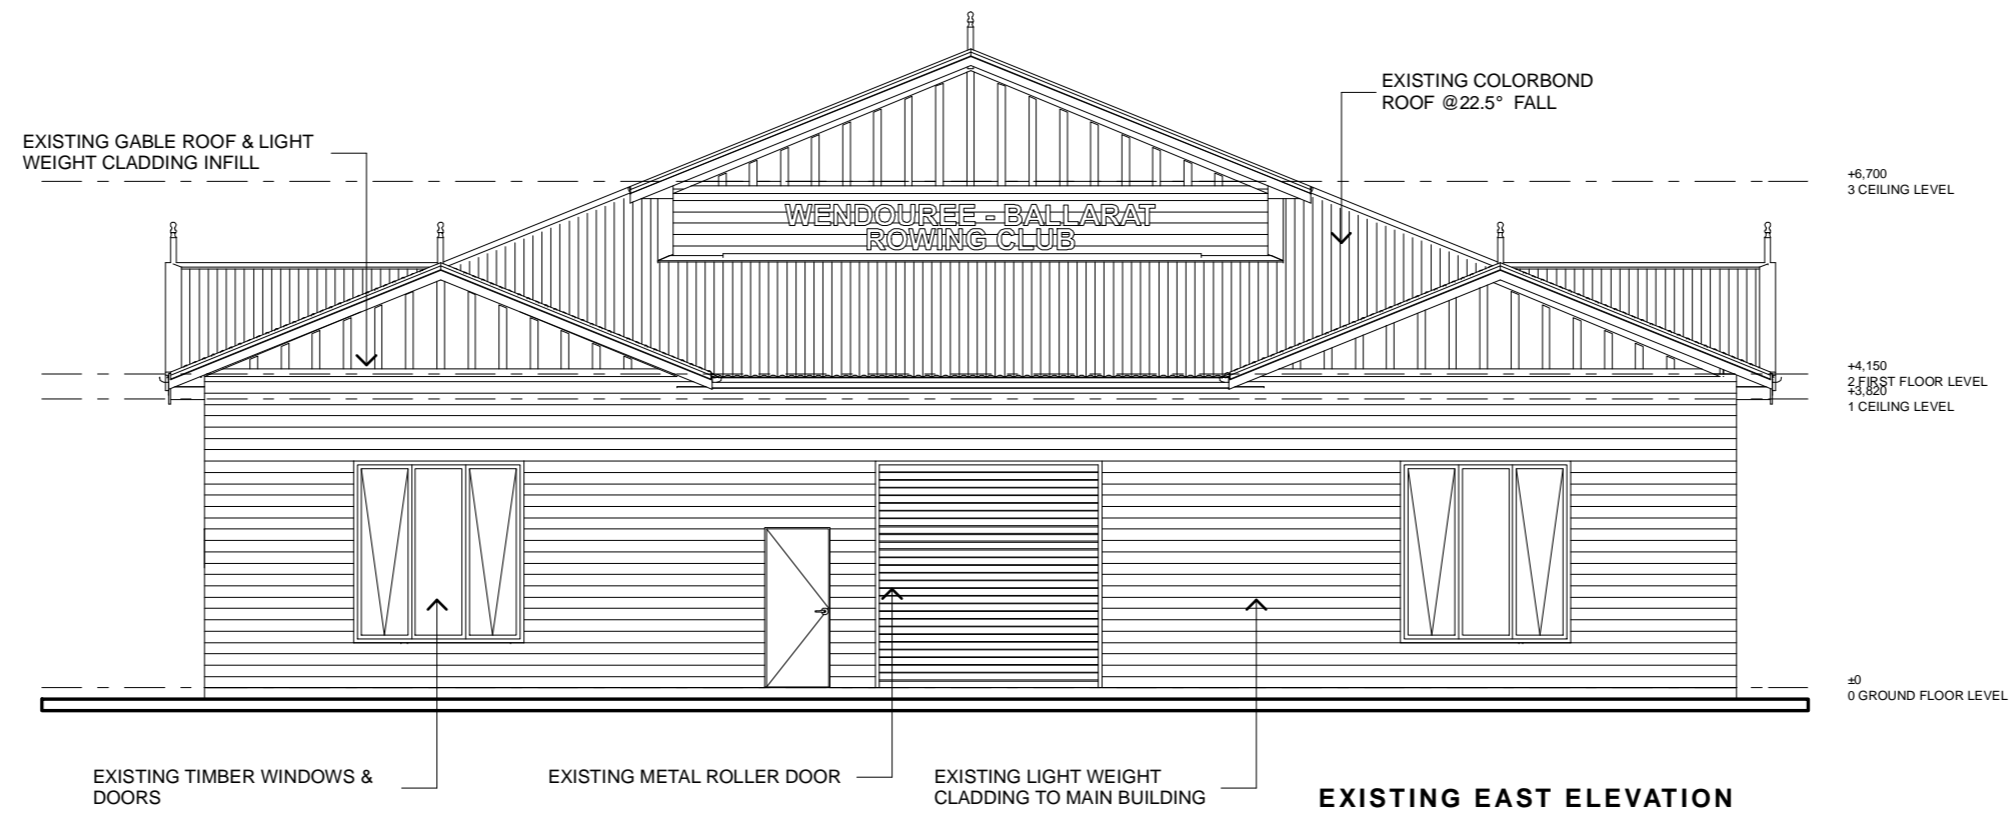 EXISTING COLORBOND
ROOF @22.5° FALL
EXISTING GABLE ROOF & LIGHT
WEIGHT CLADDING INFILL
+6,700
3 CEILING LEVEL
WENDOUREE - BALLARAT
ROWING CLUB
+4,150
2 FIRST FLOOR LEVEL
+3,820
1 CEILING LEVEL
±0
0 GROUND FLOOR LEVEL
EXISTING TIMBER WINDOWS &
DOORS
EXISTING METAL ROLLER DOOR
EXISTING LIGHT WEIGHT
CLADDING TO MAIN BUILDING
EXISTING EAST ELEVATION